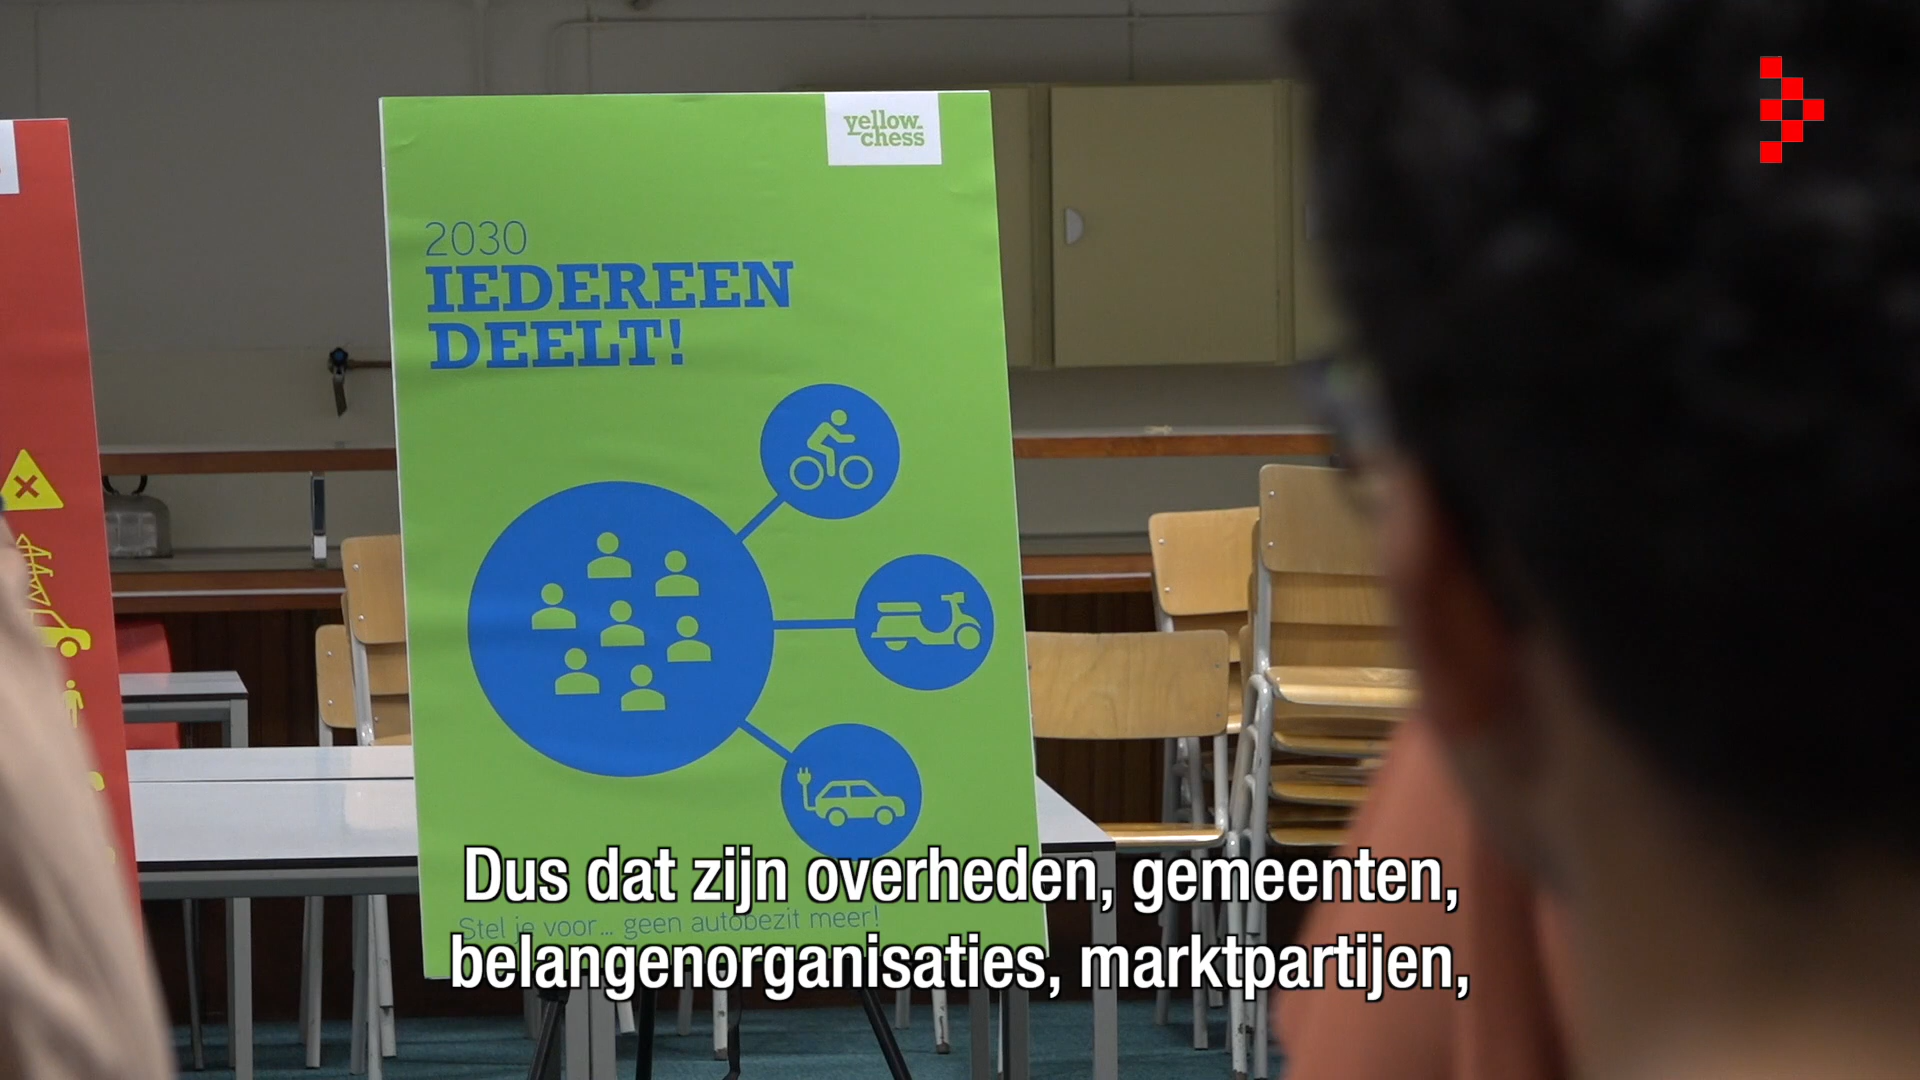 yellow
chess
2030
IEDEREEN
DEELT!
Stel je voor... geen autobezit meer!
Dus dat zijn overheden, gemeenten,
belangenorganisaties, marktpartijen,